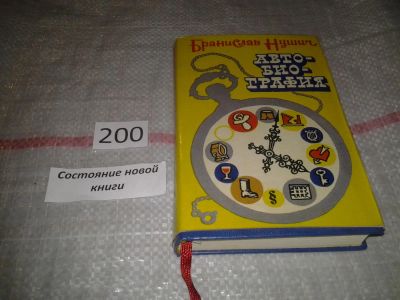 Бранислав Нушич
АВТО-
БИО-
ГРАФИЯ
200
Состояние новой
книги